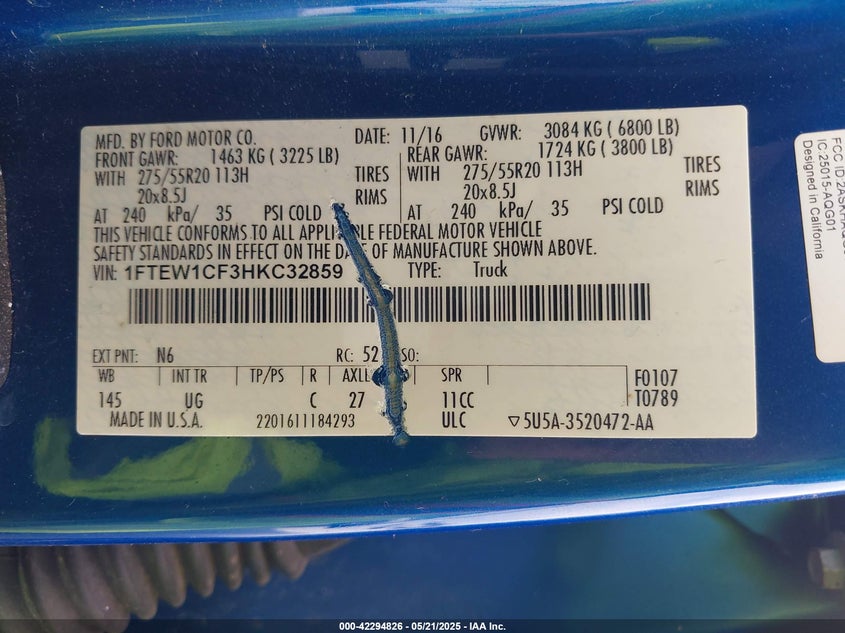 MFD. BY FORD MOTOR CO. DATE: 11/16 GVWR: 3084 KG ( 6800 LB)
FRONT GAWR: 1463 KG ( 3225 LB) REAR GAWR: 1724 KG ( 3800 LB)
WITH 275/55R20 113H TIRES WITH 275/55R20 113H TIRES
20x8.5J RIMS 20x8.5J RIMS
AT 240 kPa/ 35 PSI COLD AT 240 kPa/ 35 PSI COLD
THIS VEHICLE CONFORMS TO ALL FEDERAL MOTOR VEHICLE
SAFETY STANDARDS IN EFFECT ON THE DATE OF MANUFACTURE SHOWN ABOVE.
VIN: 1FTEW1CF3HKC32859 TYPE: Truck
EXT PNT: N6 RC: 52 SO:
WB INT TR TP/PS R SPR F0107
145 UG C 27 11CC T0789
MADE IN U.S.A. 2201611184293 ULC ▽5U5A-3520472-AA
IC:25015-AQG01
Designed in California
000-42294826 - 05/21/2025 - IAA Inc.